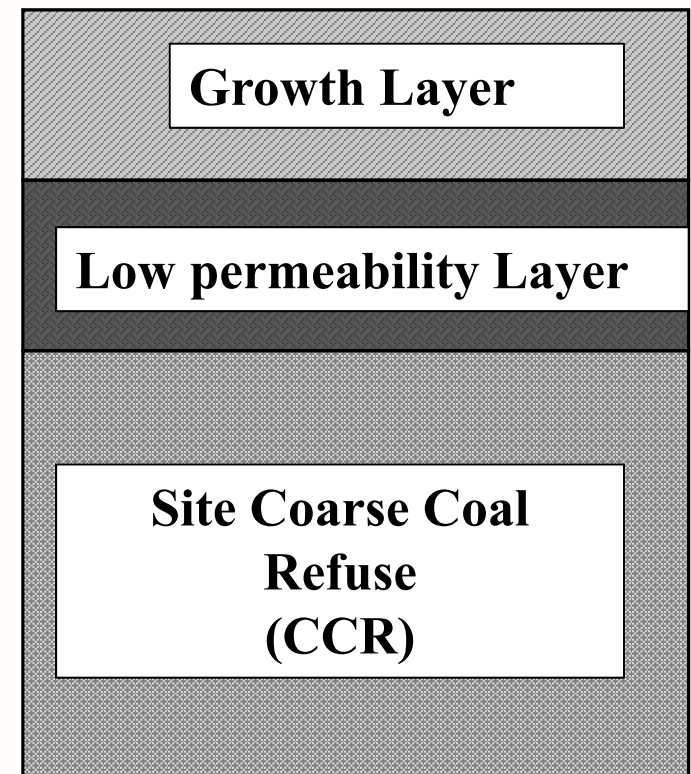 Growth Layer
Low permeability Layer
Site Coarse Coal
Refuse
(CCR)